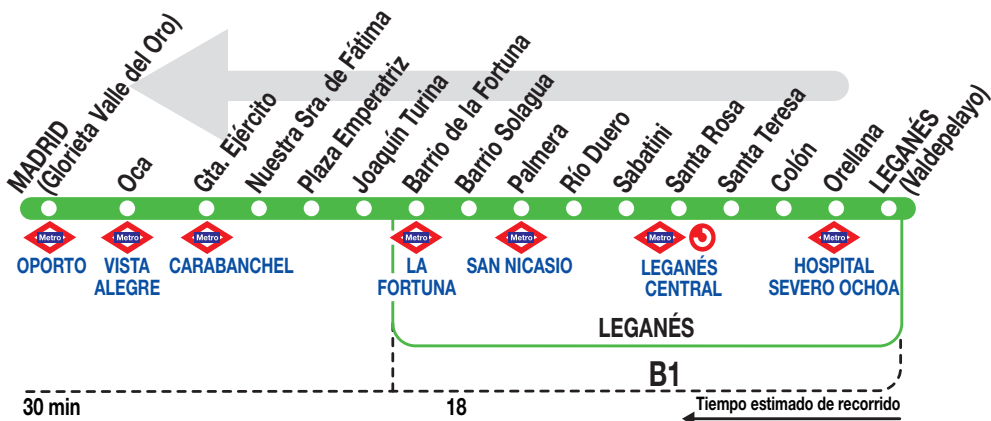 MADRID
(Glorieta Valle del Oro)
Oca
Gta. Ejército
Nuestra Sra. de Fátima
Plaza Emperatriz
Joaquín Turina
Barrio de la Fortuna
Barrio Solagua
Palmera
Río Duero
Sabatini
Santa Rosa
Santa Teresa
Colón
Orellana
LEGANÉS
(Valdepelayo)
Metro
Metro
Metro
Metro
Metro
Metro
Metro
OPORTO
VISTA
ALEGRE
CARABANCHEL
LA
FORTUNA
SAN NICASIO
LEGANÉS
CENTRAL
HOSPITAL
SEVERO OCHOA
LEGANÉS
B1
30 min
18
Tiempo estimado de recorrido